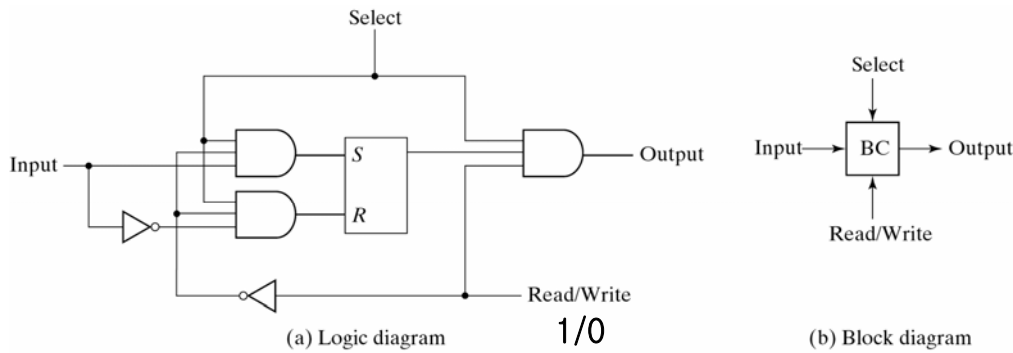 Select
Input
S
R
Output
Read/Write
1/0
(a) Logic diagram
Select
Input
BC
Output
Read/Write
(b) Block diagram